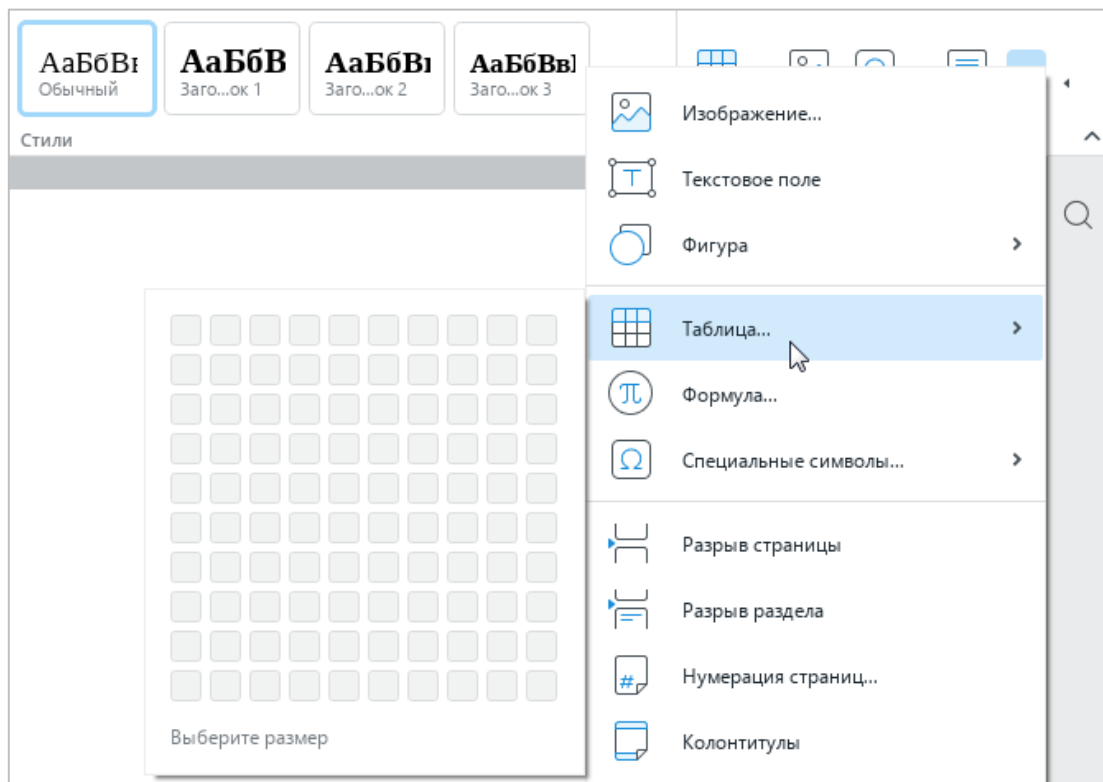 АаБбВı АаБбВ АаБбВı АаБбВвl
Обычный Заго...ок 1 Заго...ок 2 Заго...ок 3
Стили
Изображение...
Текстовое поле
Фигура
Таблица...
Формула...
Специальные символы...
Разрыв страницы
Разрыв раздела
Нумерация страниц...
Колонтитулы
Выберите размер